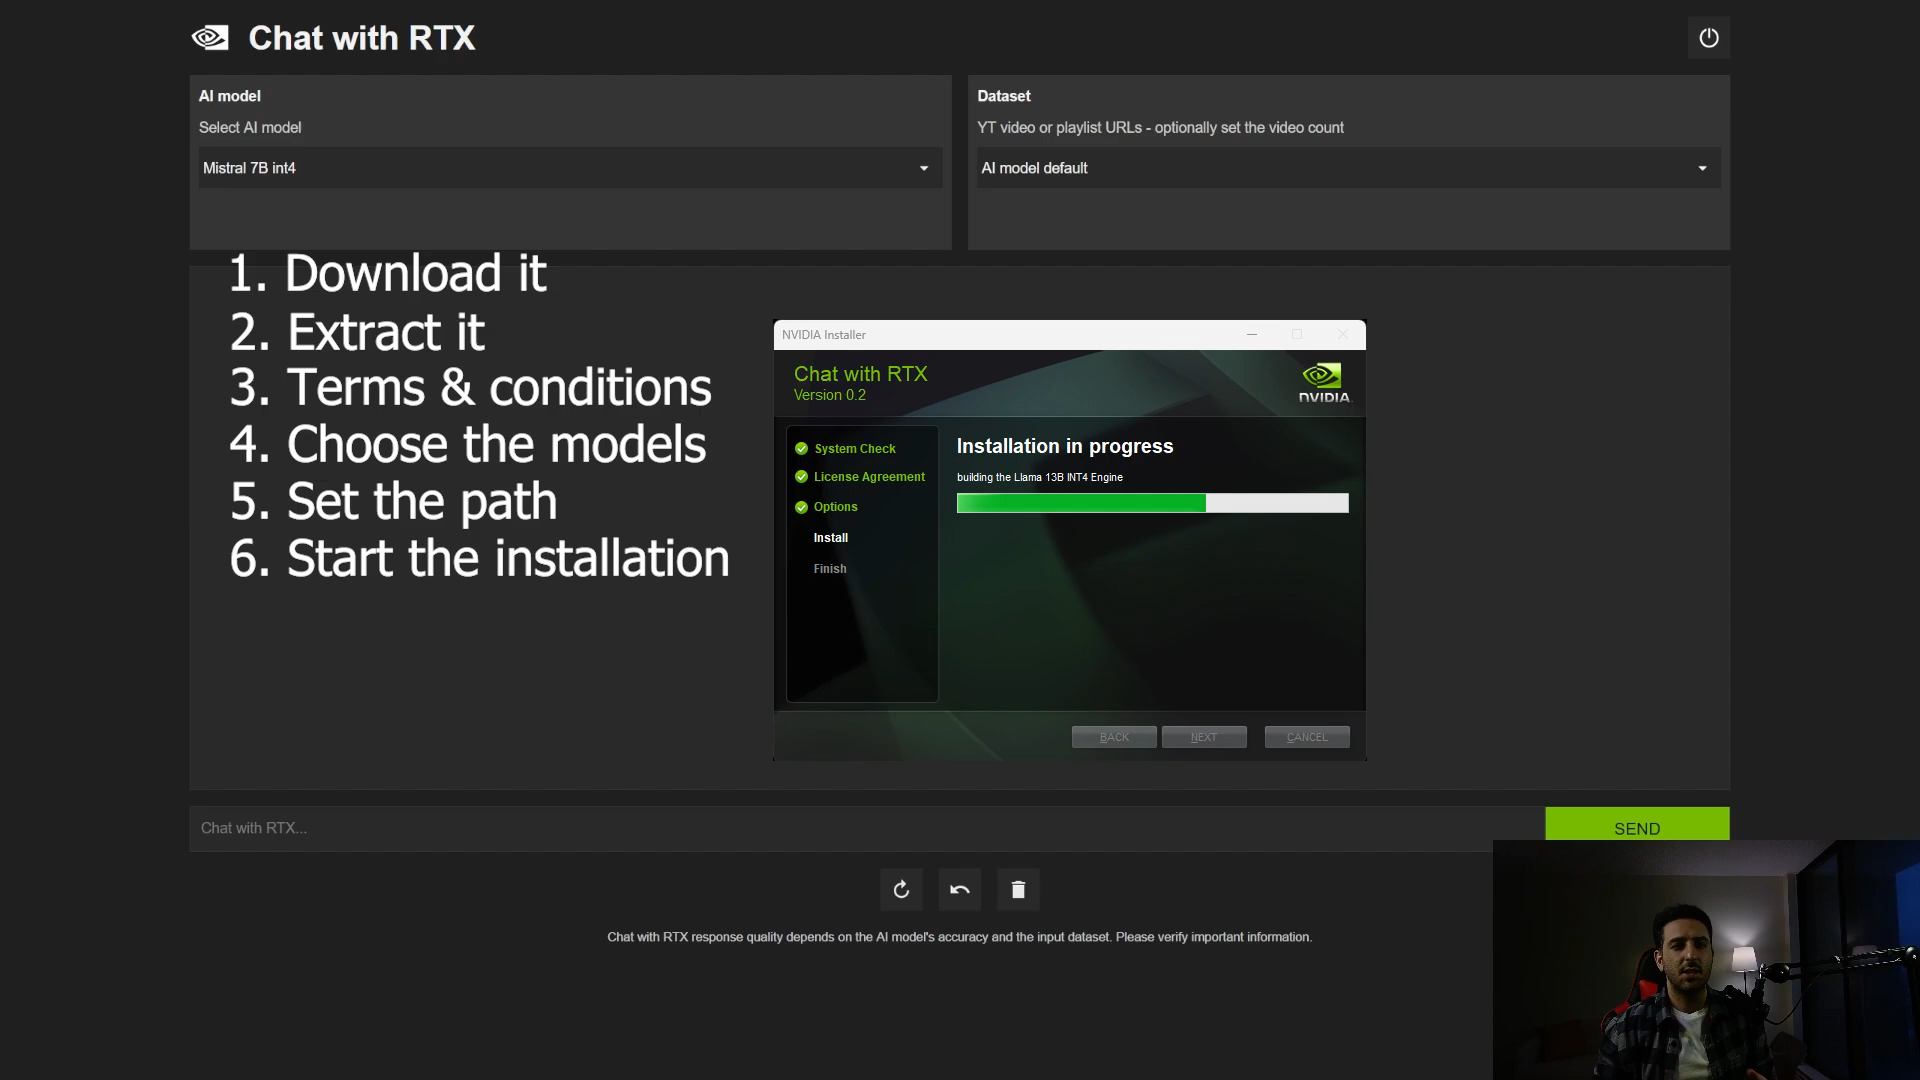 Chat with RTX
AI model
Select AI model
Mistral 7B int4
Dataset
YT video or playlist URLs - optionally set the video count
AI model default
1. Download it
2. Extract it
3. Terms & conditions
4. Choose the models
5. Set the path
6. Start the installation
NVIDIA Installer
Chat with RTX
Version 0.2
NVIDIA.
System Check
License Agreement
Options
Install
Finish
Installation in progress
building the Llama 13B INT4 Engine
BACK
NEXT
CANCEL
Chat with RTX...
SEND
Chat with RTX response quality depends on the AI model's accuracy and the input dataset. Please verify important information.